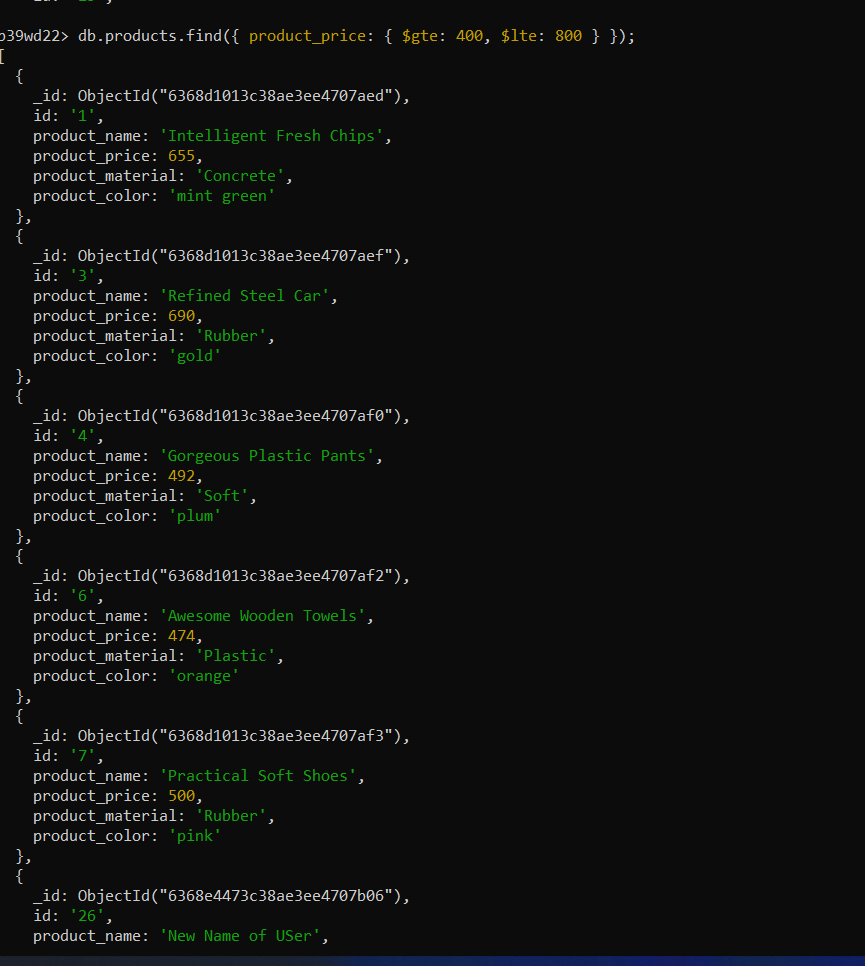 b39wd22> db.products.find({ product_price: { $gte: 400, $lte: 800 } });
[
{
_id: ObjectId("6368d1013c38ae3ee4707aed"),
id: '1',
product_name: 'Intelligent Fresh Chips',
product_price: 655,
product_material: 'Concrete',
product_color: 'mint green'
},
{
_id: ObjectId("6368d1013c38ae3ee4707aef"),
id: '3',
product_name: 'Refined Steel Car',
product_price: 690,
product_material: 'Rubber',
product_color: 'gold'
},
{
_id: ObjectId("6368d1013c38ae3ee4707af0"),
id: '4',
product_name: 'Gorgeous Plastic Pants',
product_price: 492,
product_material: 'Soft',
product_color: 'plum'
},
{
_id: ObjectId("6368d1013c38ae3ee4707af2"),
id: '6',
product_name: 'Awesome Wooden Towels',
product_price: 474,
product_material: 'Plastic',
product_color: 'orange'
},
{
_id: ObjectId("6368d1013c38ae3ee4707af3"),
id: '7',
product_name: 'Practical Soft Shoes',
product_price: 500,
product_material: 'Rubber',
product_color: 'pink'
},
{
_id: ObjectId("6368e4473c38ae3ee4707b06"),
id: '26',
product_name: 'New Name of USer',